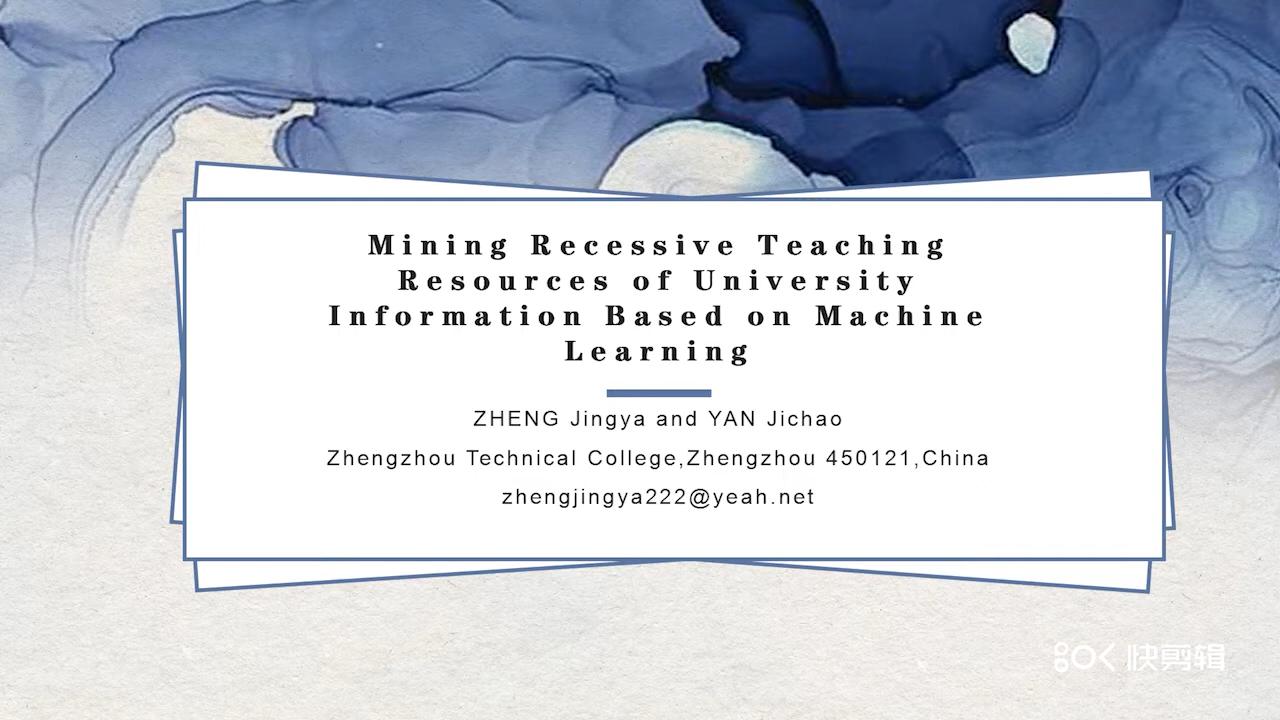 Mining Recessive Teaching
Resources of University
Information Based on Machine
Learning
ZHENG Jingya and YAN Jichao
Zhengzhou Technical College,Zhengzhou 450121,China
zhengjingya222@yeah.net
快剪辑